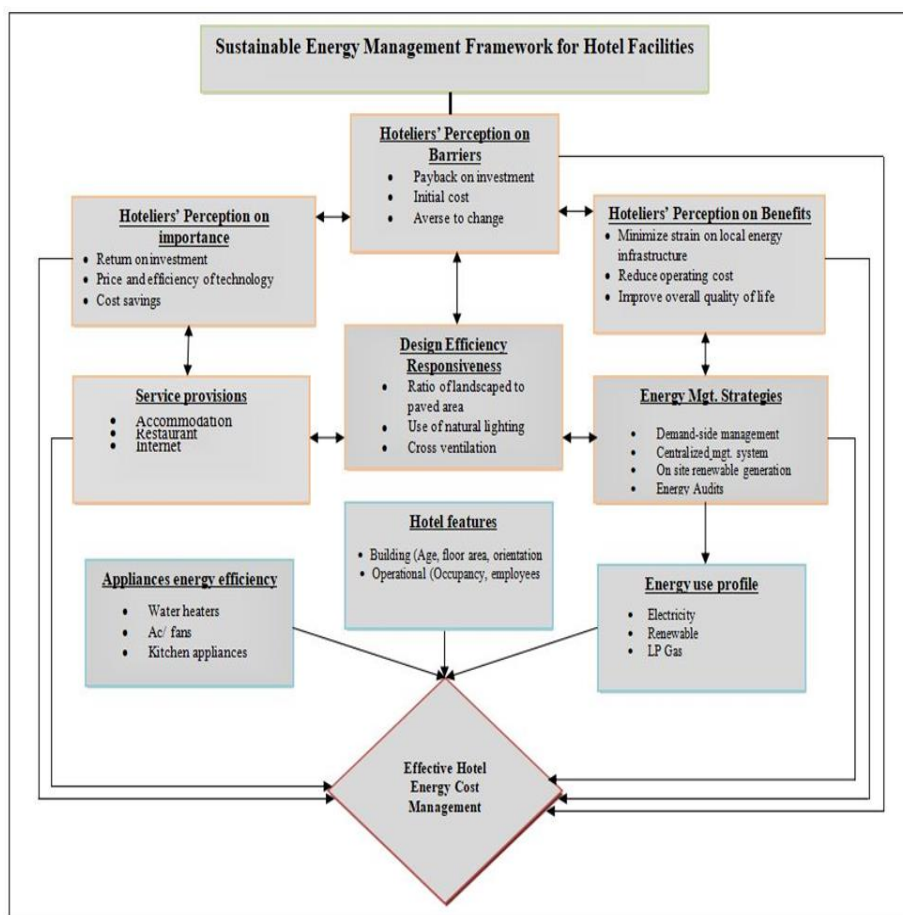 Sustainable Energy Management Framework for Hotel Facilities
Hoteliers’ Perception on
Barriers
• Payback on investment
• Initial cost
• Averse to change
Hoteliers’ Perception on
importance
• Return on investment
• Price and efficiency of technology
• Cost savings
Hoteliers’ Perception on Benefits
• Minimize strain on local energy
infrastructure
• Reduce operating cost
• Improve overall quality of life
Service provisions
• Accommodation
• Restaurant
• Internet
Design Efficiency
Responsiveness
• Ratio of landscaped to
paved area
• Use of natural lighting
• Cross ventilation
Energy Mgt. Strategies
• Demand-side management
• Centralized mgt. system
• On site renewable generation
• Energy Audits
Hotel features
• Building (Age, floor area, orientation
• Operational (Occupancy, employees
Appliances energy efficiency
• Water heaters
• Ac/ fans
• Kitchen appliances
Energy use profile
• Electricity
• Renewable
• LP Gas
Effective Hotel
Energy Cost
Management